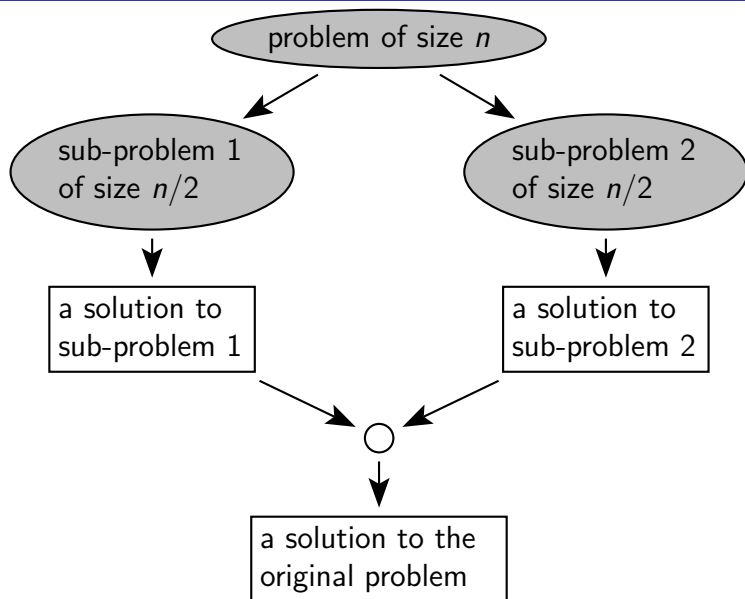 problem of size n
sub-problem 1
of size n/2
sub-problem 2
of size n/2
a solution to
sub-problem 1
a solution to
sub-problem 2
a solution to the
original problem